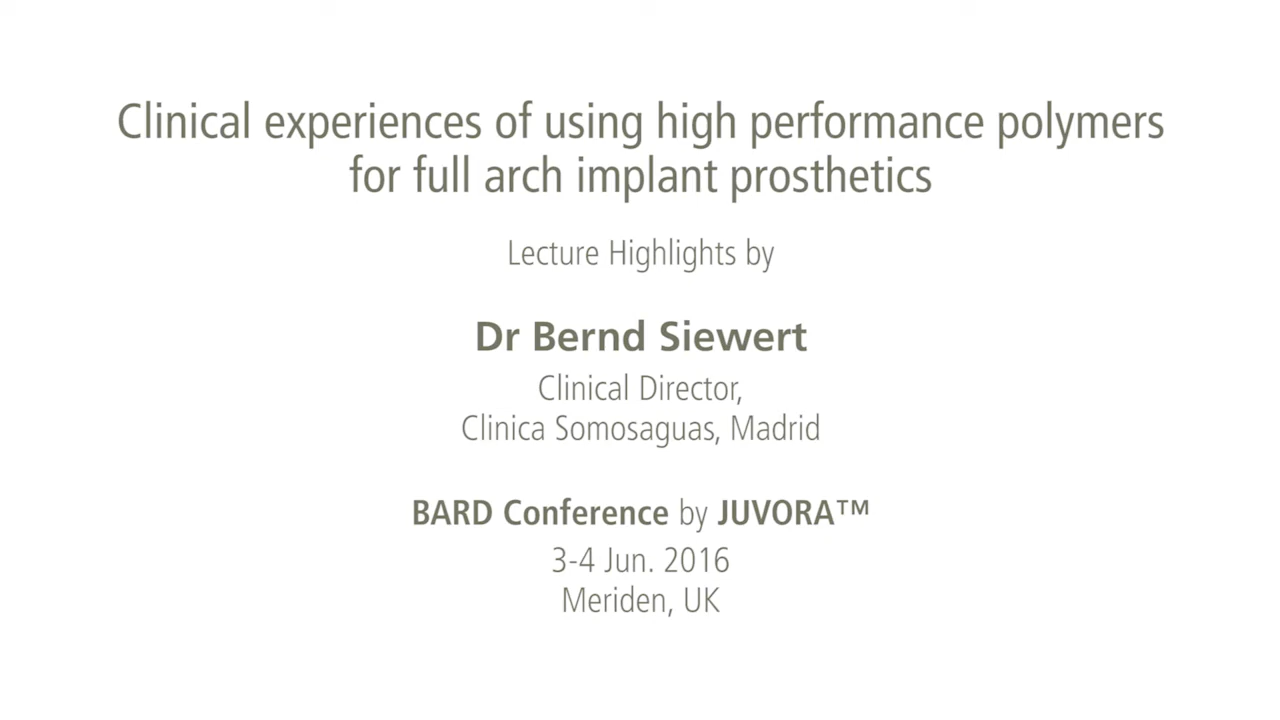 Clinical experiences of using high performance polymers
for full arch implant prosthetics
Lecture Highlights by
Dr Bernd Siewert
Clinical Director,
Clinica Somosaguas, Madrid
BARD Conference by JUVORA™
3-4 Jun. 2016
Meriden, UK